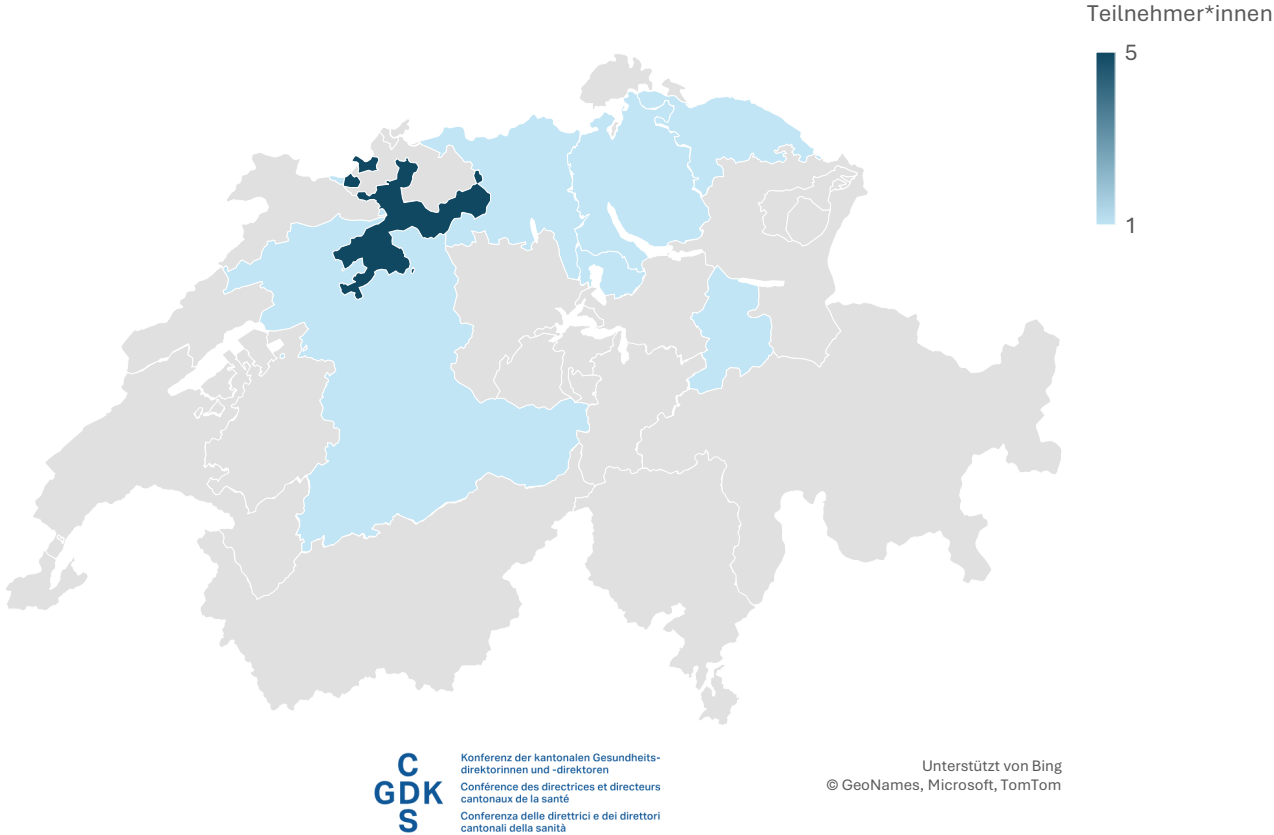 Teilnehmer*innen
5
1
C
GDK
S
Konferenz der kantonalen Gesundheits-
direktorinnen und -direktoren
Conférence des directrices et directeurs
cantonaux de la santé
Conferenza delle direttrici e dei direttori
cantonali della sanità
Unterstützt von Bing
© GeoNames, Microsoft, TomTom